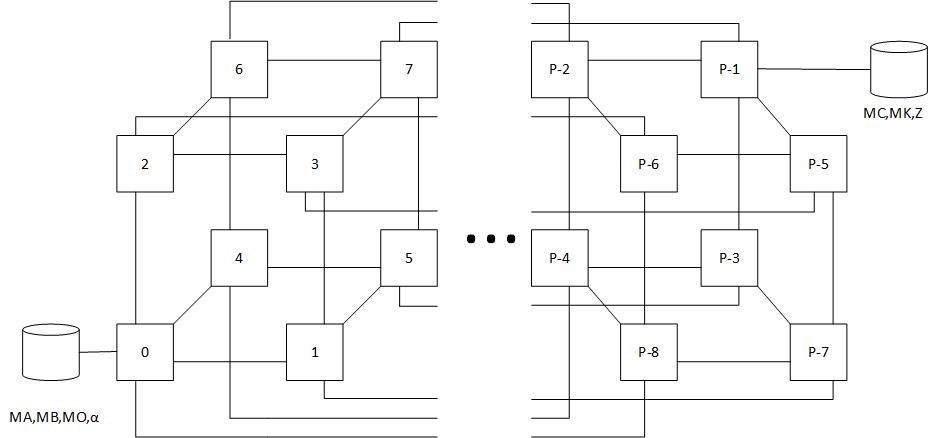 6
7
P-2
P-1
MC,MK,Z
2
3
P-6
P-5
4
5
...
P-4
P-3
0
1
P-8
P-7
MA,MB,MO,α